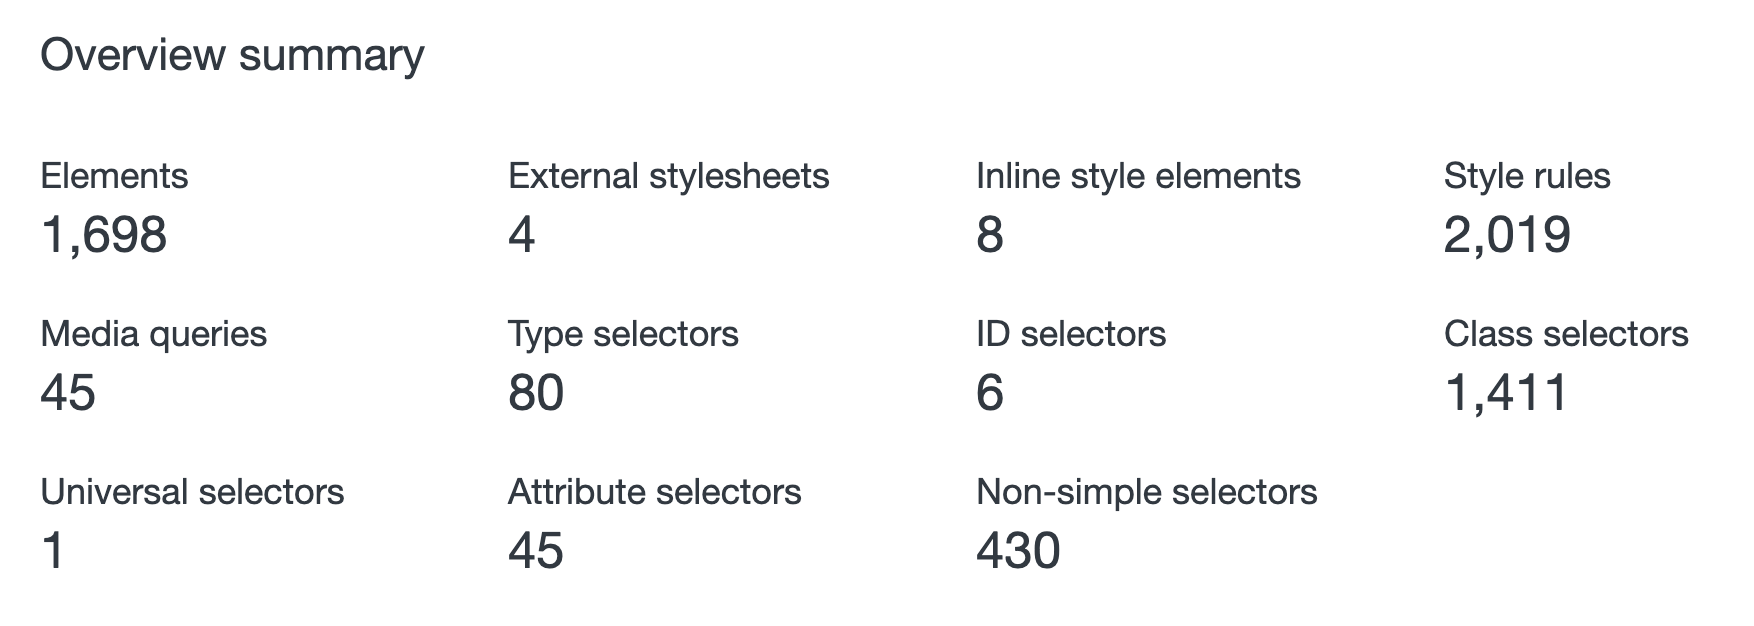 Overview summary
Elements
External stylesheets
Inline style elements
Style rules
1,698
4
8
2,019
Media queries
Type selectors
ID selectors
Class selectors
45
80
6
1,411
Universal selectors
Attribute selectors
Non-simple selectors
1
45
430